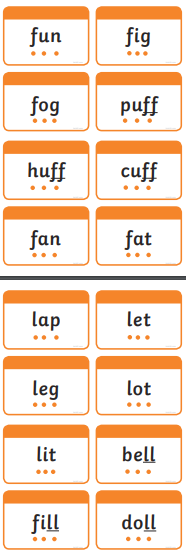 fun fig
fog puff
huff cuff
fan fat
lap let
leg lot
lit bell
fill doll